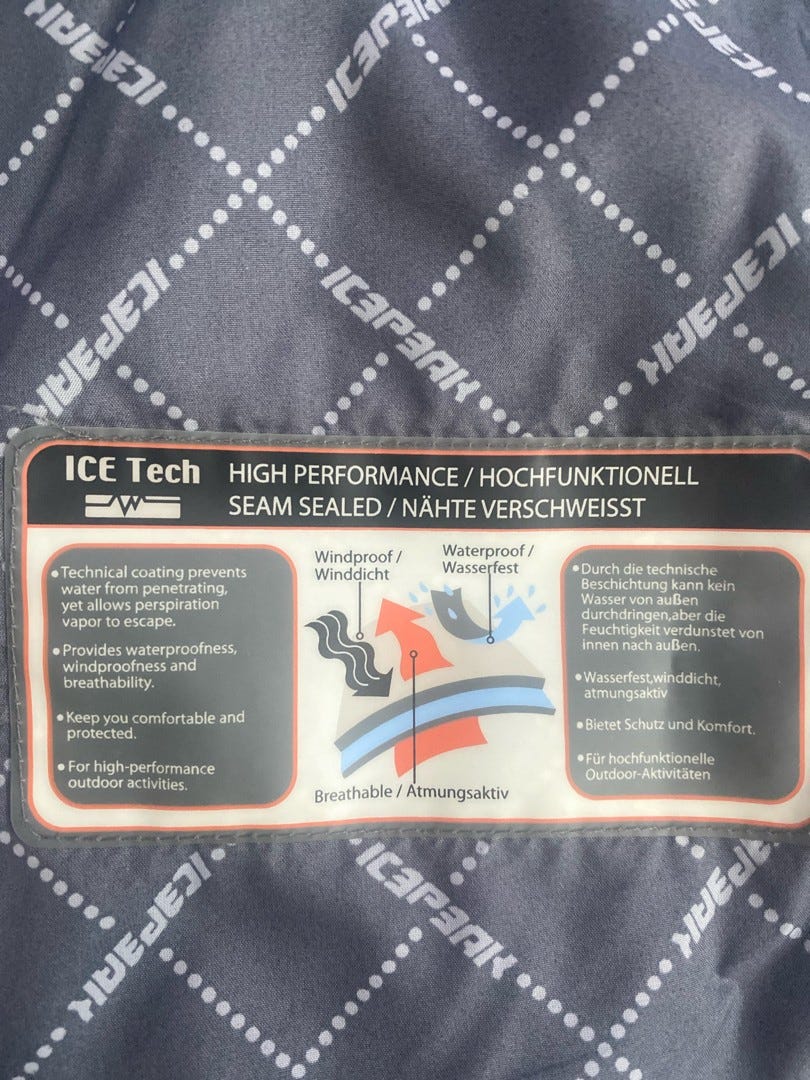 ICEPEAK
ICEPEAK
ICEPEAK
ICEPEAK
ICEPEAK
ICEPEAK
ICE Tech
HIGH PERFORMANCE / HOCHFUNKTIONELL
SEAM SEALED / NÄHTE VERSCHWEISST
•Technical coating prevents
water from penetrating,
yet allows perspiration
vapor to escape.
•Provides waterproofness,
windproofness and
breathability.
•Keep you comfortable and
protected.
• For high-performance
outdoor activities.
Windproof /
Winddicht
Waterproof /
Wasserfest
Breathable / Atmungsaktiv
•Durch die technische
Beschichtung kann kein
Wasser von außen
durchdringen,aber die
Feuchtigkeit verdunstet von
innen nach außen.
•Wasserfest,winddicht,
atmungsaktiv
•Bietet Schutz und Komfort.
•Für hochfunktionelle
Outdoor-Aktivitäten
ICEPEAK
ICEPEAK
ICEPEAK